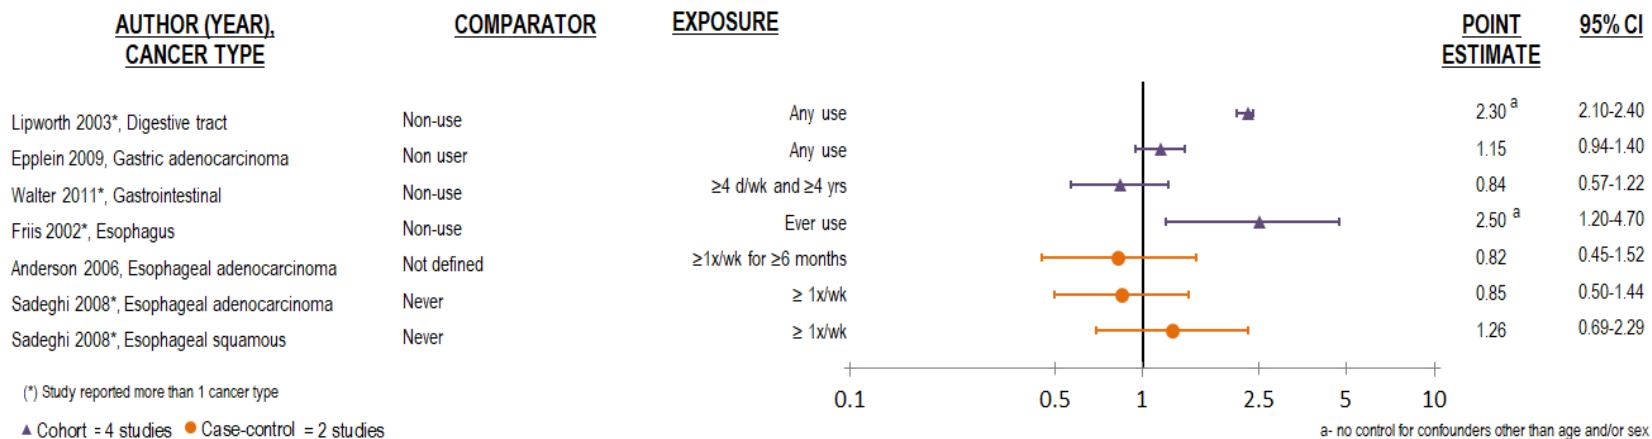 AUTHOR (YEAR), COMPARATOR EXPOSURE POINT 95% CI
CANCER TYPE ESTIMATE
Lipworth 2003*, Digestive tract Non-use Any use 2.30 a 2.10-2.40
Epplein 2009, Gastric adenocarcinoma Non user Any use 1.15 0.94-1.40
Walter 2011*, Gastrointestinal Non-use ≥4 d/wk and ≥4 yrs 0.84 0.57-1.22
Friis 2002*, Esophagus Non-use Ever use 2.50 a 1.20-4.70
Anderson 2006, Esophageal adenocarcinoma Not defined ≥1x/wk for ≥6 months 0.82 0.45-1.52
Sadeghi 2008*, Esophageal adenocarcinoma Never ≥ 1x/wk 0.85 0.50-1.44
Sadeghi 2008*, Esophageal squamous Never ≥ 1x/wk 1.26 0.69-2.29
(*) Study reported more than 1 cancer type
0.1 0.5 1 2.5 5 10
Cohort = 4 studies Case-control = 2 studies
a- no control for confounders other than age and/or sex